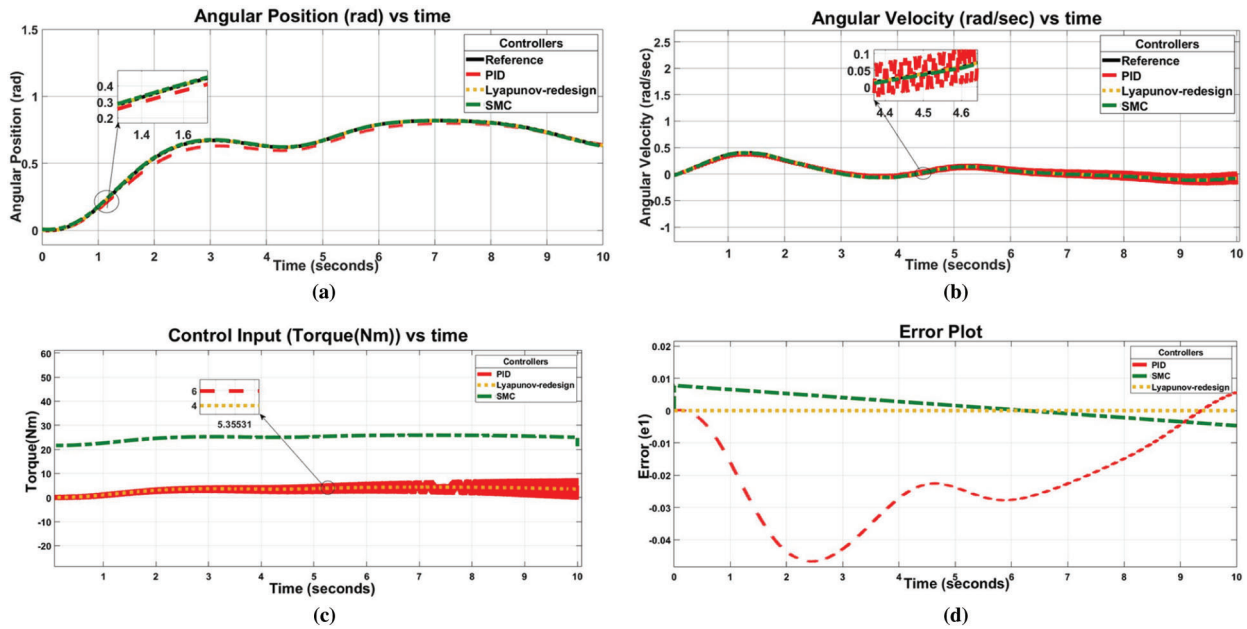 Angular Position (rad) vs time
1.5
1
0.5
0
Angular Position (rad)
Controllers
Reference
PID
Lyapunov-redesign
SMC
0.4
0.3
0.2
1.4 1.6
0 1 2 3 4 5 6 7 8 9 10
Time (seconds)
(a)
Angular Velocity (rad/sec) vs time
2.5
2
1.5
1
0.5
0
-0.5
-1
Angular Velocity (rad/sec)
Controllers
Reference
PID
Lyapunov-redesign
SMC
0.1
0.05
0
4.4 4.5 4.6
0 1 2 3 4 5 6 7 8 9 10
Time (seconds)
(b)
Control Input (Torque(Nm)) vs time
60
50
40
30
20
10
0
-10
-20
Torque(Nm)
Controllers
PID
Lyapunov-redesign
SMC
6
4
5.35531
1 2 3 4 5 6 7 8 9 10
Time (seconds)
(c)
Error Plot
0.02
0.01
0
-0.01
-0.02
-0.03
-0.04
Error (e1)
Controllers
PID
SMC
Lyapunov-redesign
0 1 2 3 4 5 6 7 8 9 10
Time (seconds)
(d)